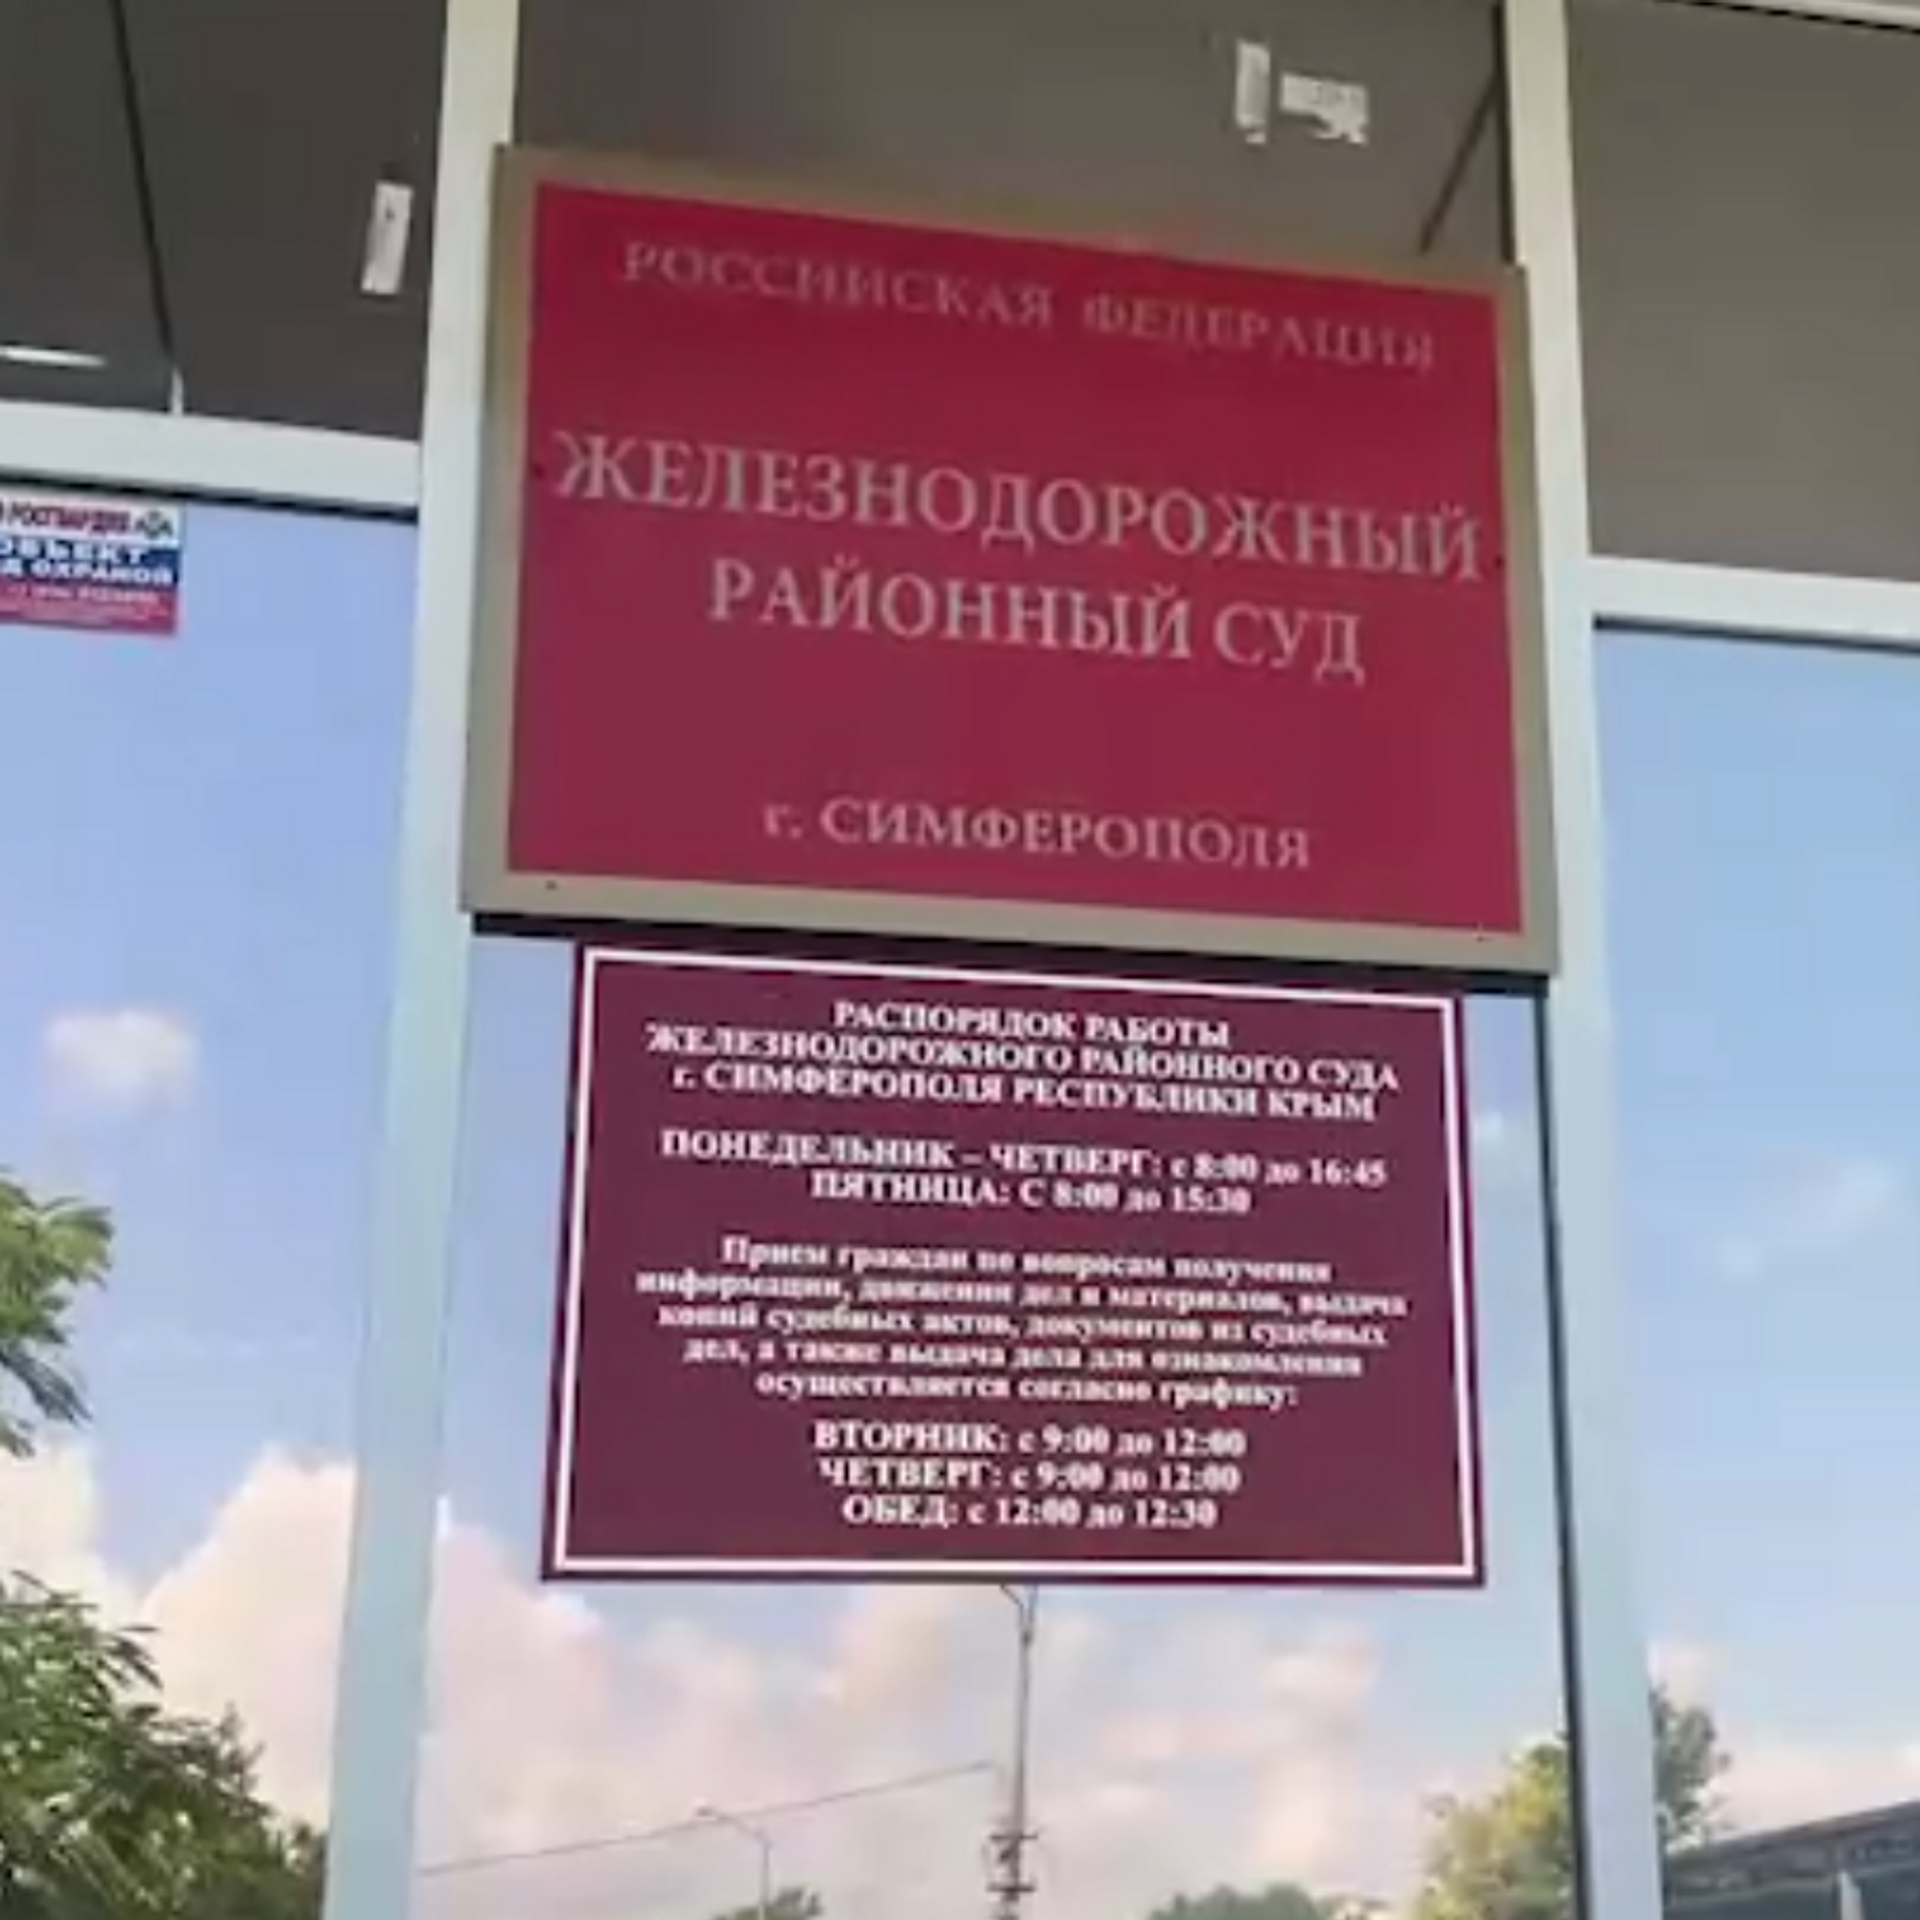 РОССИЙСКАЯ ФЕДЕРАЦИЯ
ЖЕЛЕЗНОДОРОЖНЫЙ
РАЙОННЫЙ СУД
г. СИМФЕРОПОЛЯ
ОБЪЕКТ
ОХРАНОЙ
РАСПОРЯДОК РАБОТЫ
ЖЕЛЕЗНОДОРОЖНОГО РАЙОННОГО СУДА
г. СИМФЕРОПОЛЯ РЕСПУБЛИКИ КРЫМ
ПОНЕДЕЛЬНИК – ЧЕТВЕРГ: с 8:00 до 16:45
ПЯТНИЦА: С 8:00 до 15:30
Прием граждан по вопросам получения
информации, движения дел и материалов, выдача
копий судебных актов, документов из судебных
дел, а также выдача дела для ознакомления
осуществляется согласно графику:
ВТОРНИК: с 9:00 до 12:00
ЧЕТВЕРГ: с 9:00 до 12:00
ОБЕД: с 12:00 до 12:30